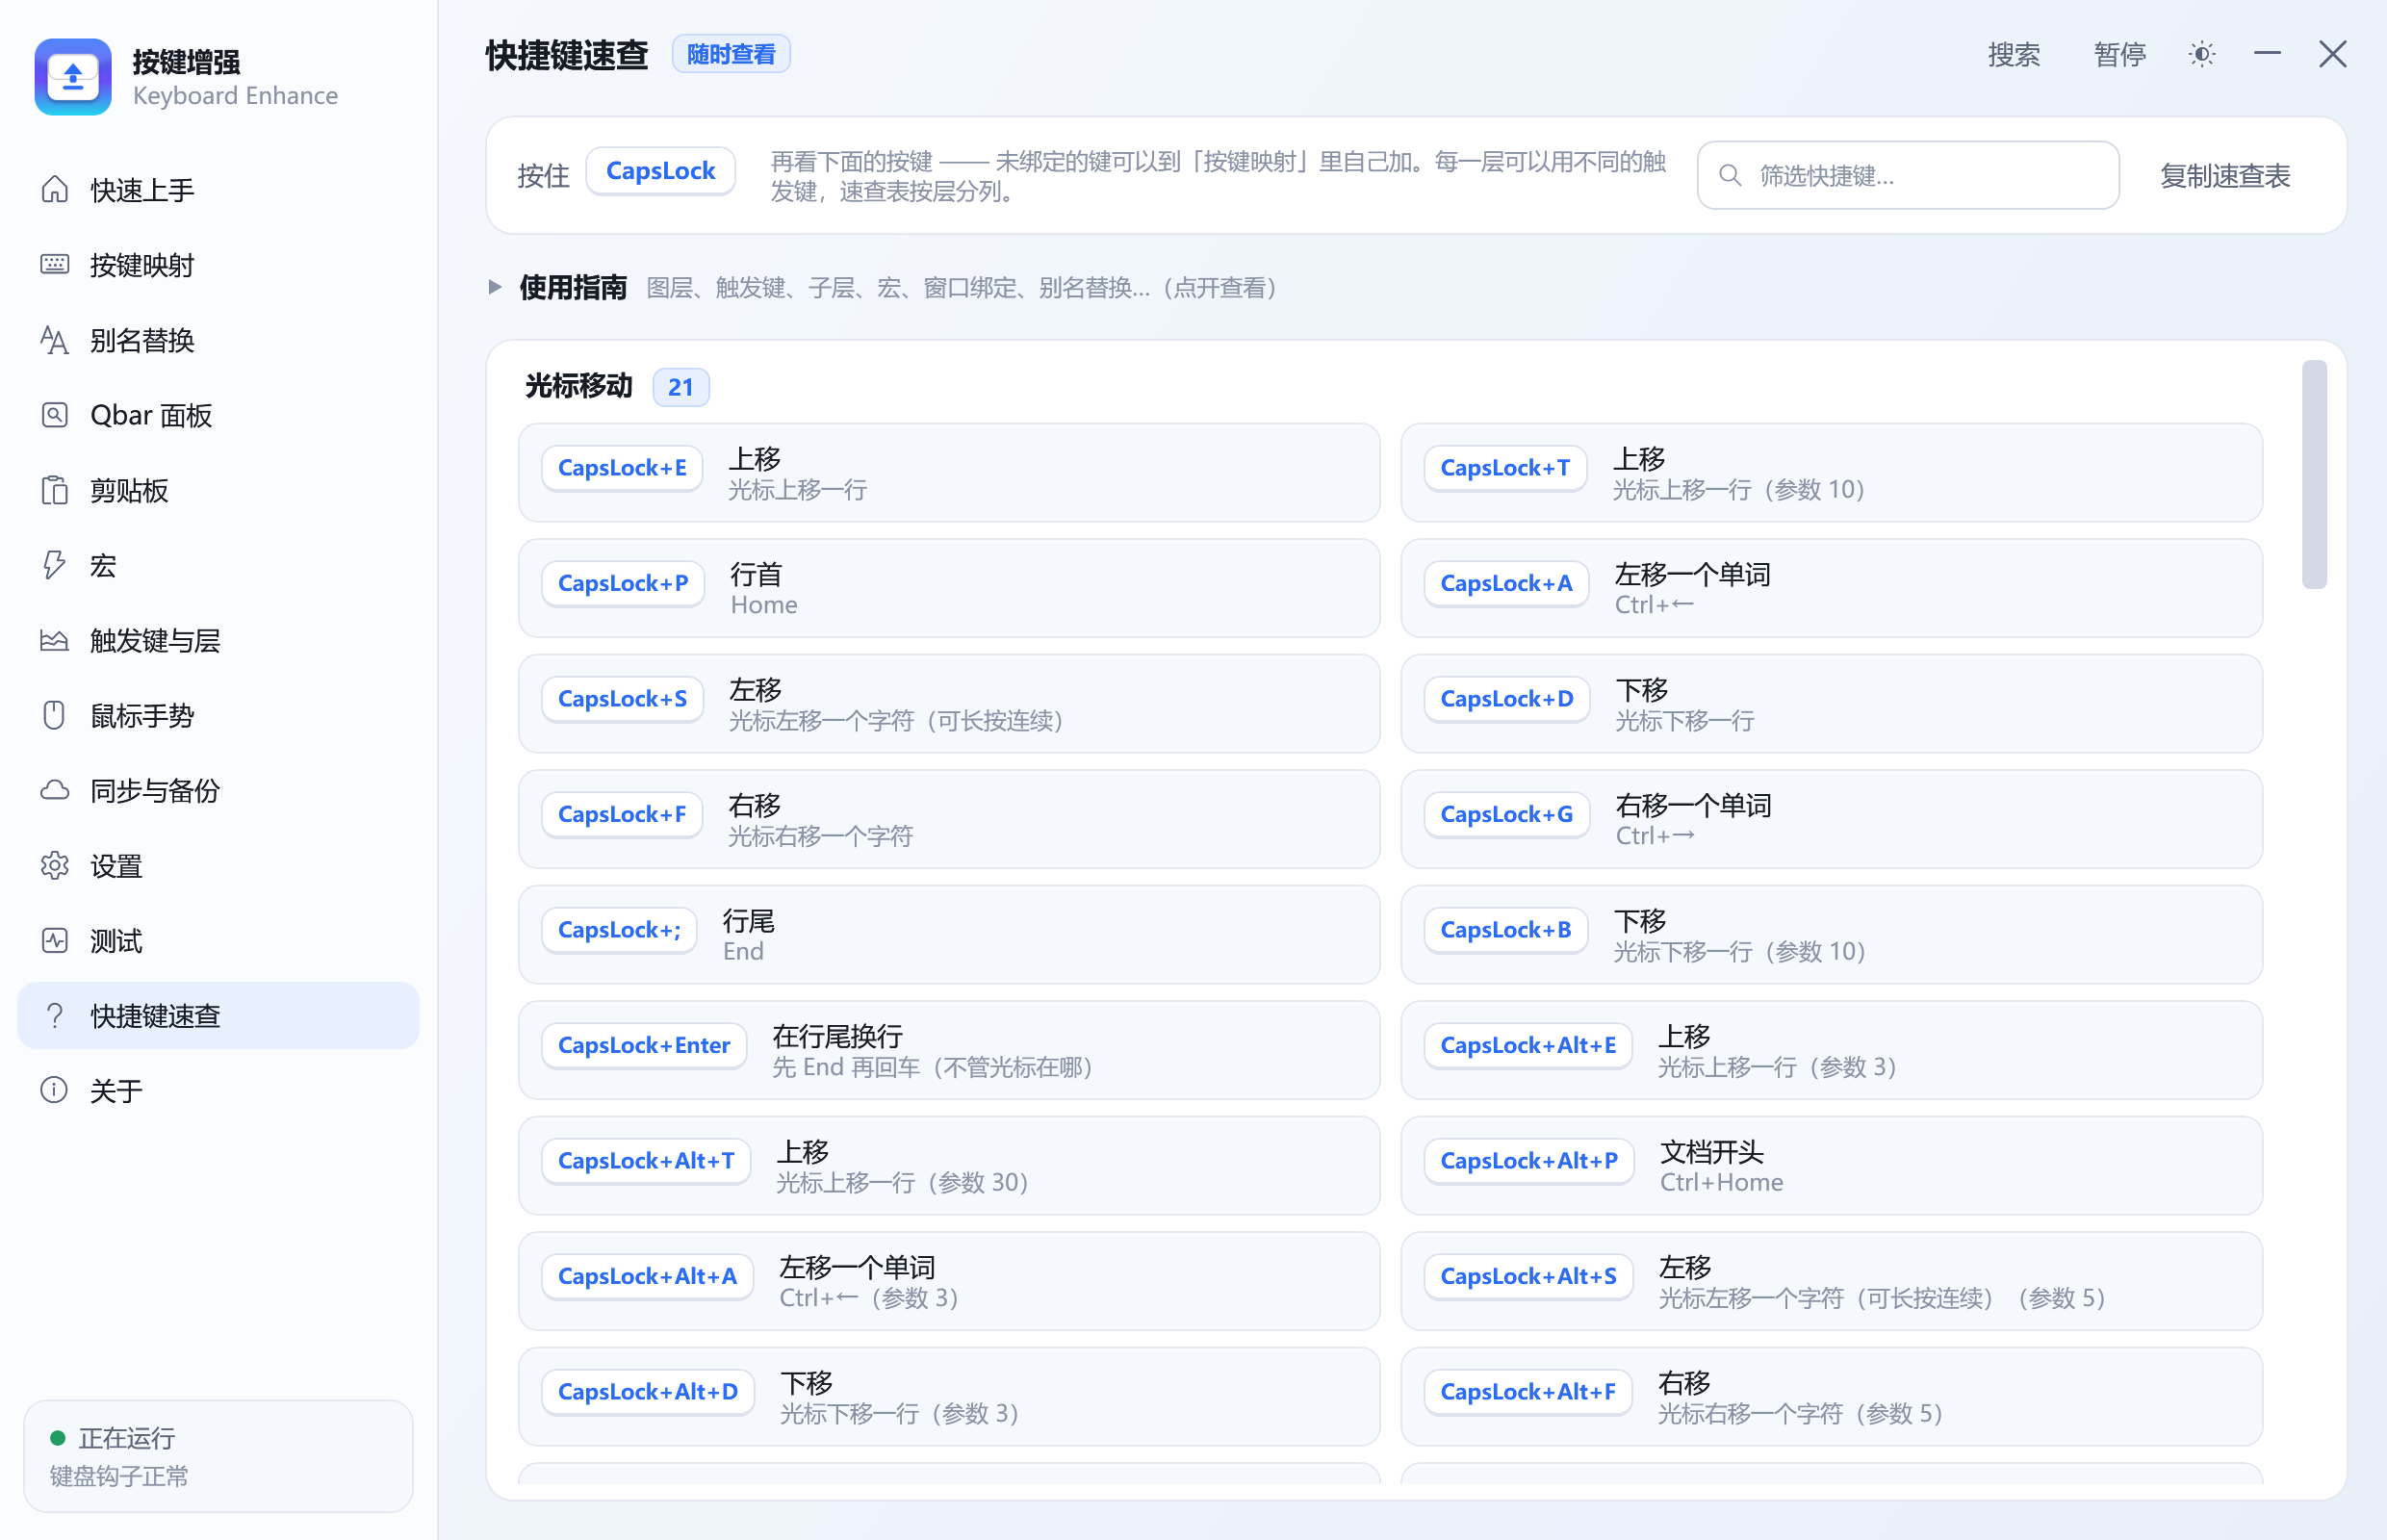 按键增强
Keyboard Enhance
快速上手
按键映射
别名替换
Qbar 面板
剪贴板
宏
触发键与层
鼠标手势
同步与备份
设置
测试
快捷键速查
关于
正在运行
键盘钩子正常
快捷键速查
随时查看
搜索
暂停
按住
CapsLock
再看下面的按键 —— 未绑定的键可以到「按键映射」里自己加。每一层可以用不同的触
发键，速查表按层分列。
筛选快捷键...
复制速查表
使用指南 图层、触发键、子层、宏、窗口绑定、别名替换...（点开查看）
光标移动 21
CapsLock+E
上移
光标上移一行
CapsLock+T
上移
光标上移一行（参数 10）
CapsLock+P
行首
Home
CapsLock+A
左移一个单词
Ctrl+←
CapsLock+S
左移
光标左移一个字符（可长按连续）
CapsLock+D
下移
光标下移一行
CapsLock+F
右移
光标右移一个字符
CapsLock+G
右移一个单词
Ctrl+→
CapsLock+;
行尾
End
CapsLock+B
下移
光标下移一行（参数 10）
CapsLock+Enter
在行尾换行
先 End 再回车（不管光标在哪）
CapsLock+Alt+E
上移
光标上移一行（参数 3）
CapsLock+Alt+T
上移
光标上移一行（参数 30）
CapsLock+Alt+P
文档开头
Ctrl+Home
CapsLock+Alt+A
左移一个单词
Ctrl+←（参数 3）
CapsLock+Alt+S
左移
光标左移一个字符（可长按连续）（参数 5）
CapsLock+Alt+D
下移
光标下移一行（参数 3）
CapsLock+Alt+F
右移
光标右移一个字符（参数 5）